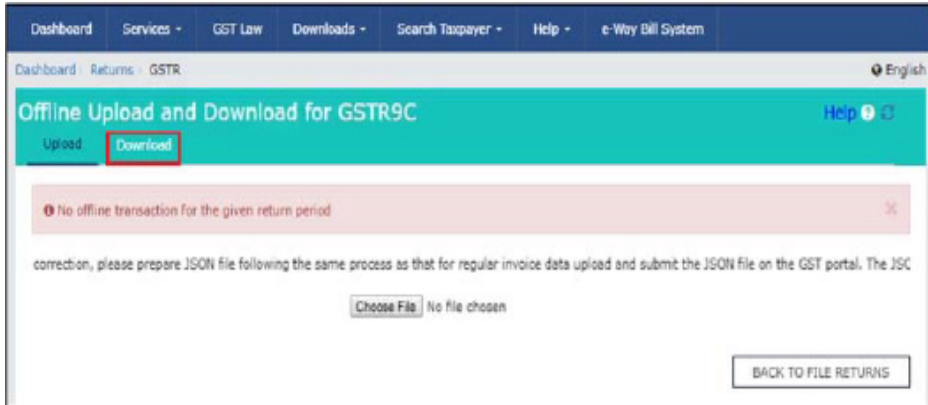 Dashboard Services GST Law Downloads Search Taxpayer Help e-Way Bill System
Dashboard Returns GSTR English
Offline Upload and Download for GSTR9C Help
Upload Download
No offline transaction for the given return period
correction, please prepare JSON file following the same process as that for regular invoice data upload and submit the JSON file on the GST portal. The JSC
Choose File No file chosen
BACK TO FILE RETURNS